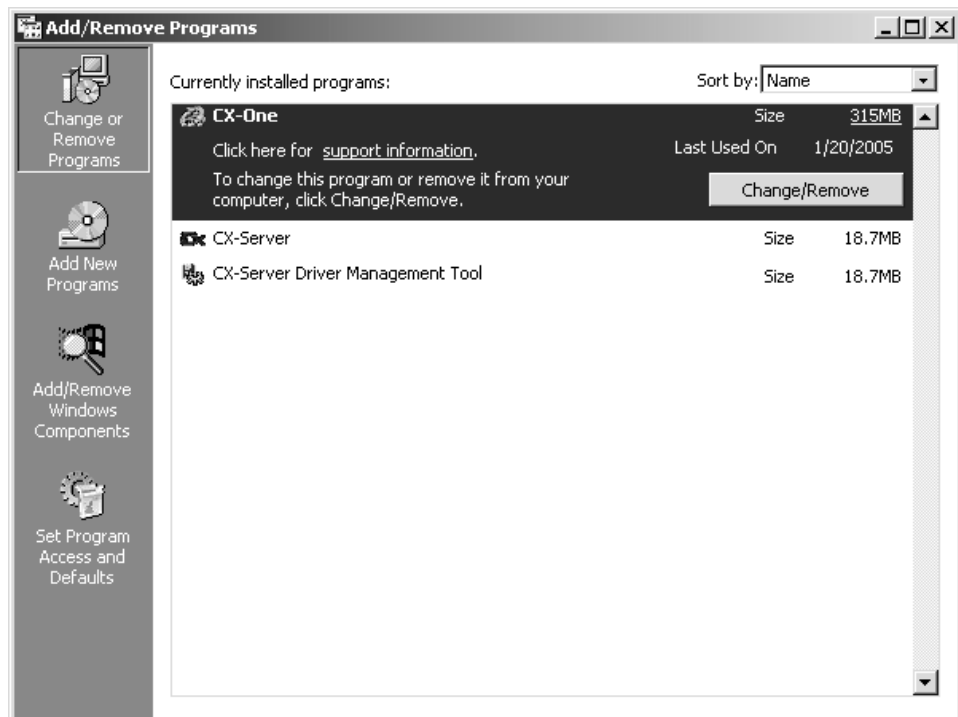 Add/Remove Programs
Change or
Remove
Programs
Add New
Programs
Add/Remove
Windows
Components
Set Program
Access and
Defaults
Currently installed programs:
Sort by: Name
CX-One Size 315MB
Click here for support information. Last Used On 1/20/2005
To change this program or remove it from your
computer, click Change/Remove.
Change/Remove
CX-Server Size 18.7MB
CX-Server Driver Management Tool Size 18.7MB